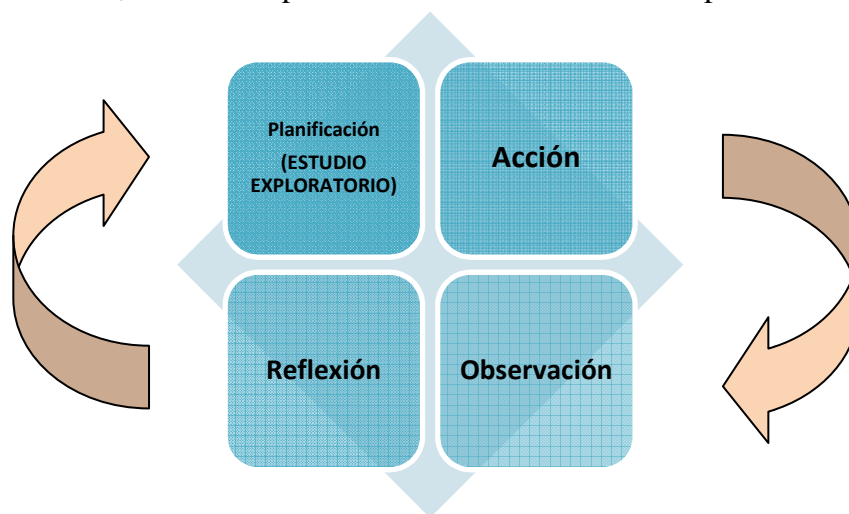 Planificación
(ESTUDIO
EXPLORATORIO)
Acción
Reflexión
Observación